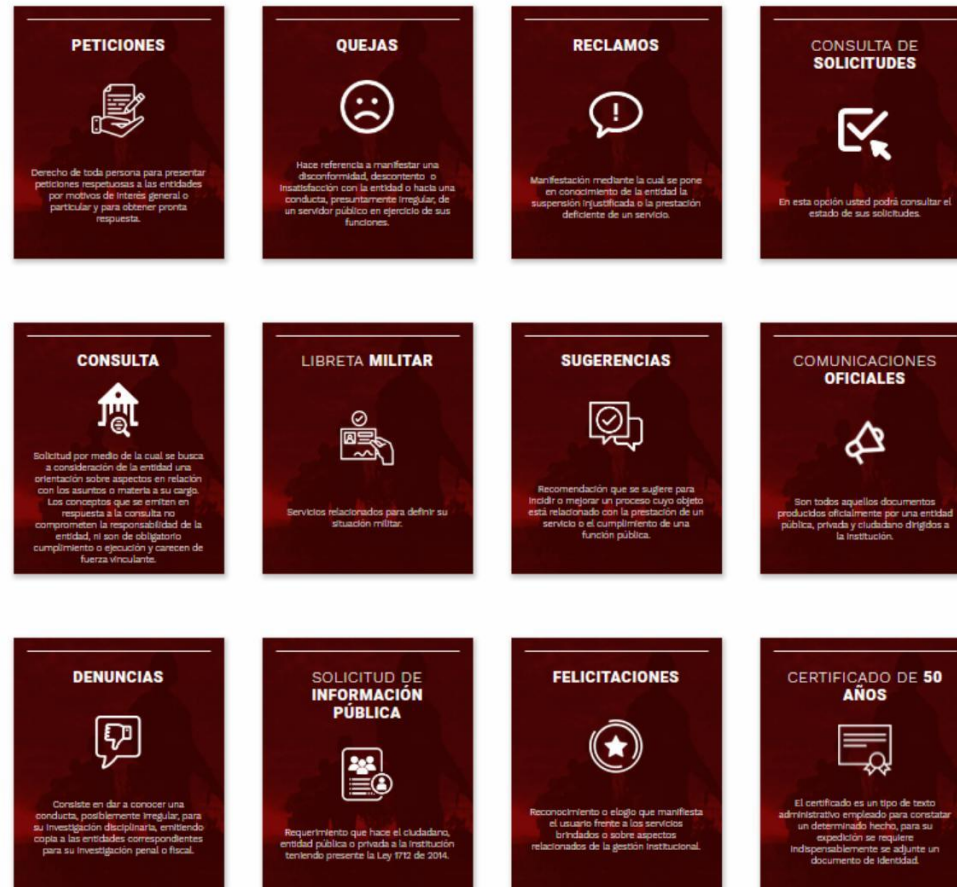 PETICIONES
Derecho de toda persona para presentar
peticiones respetuosas a las entidades
por motivos de interés general o
particular y para obtener pronta
respuesta.
QUEJAS
Hace referencia a manifestar una
disconformidad, descontento o
insatisfacción con la entidad o hacia una
conducta, presuntamente irregular, de
un servidor público en ejercicio de sus
funciones.
RECLAMOS
Manifestación mediante la cual se pone
en conocimiento de la entidad la
suspensión injustificada o la prestación
deficiente de un servicio.
CONSULTA DE
SOLICITUDES
En esta opción usted podrá consultar el
estado de sus solicitudes.
CONSULTA
Solicitud por medio de la cual se busca
a consideración de la entidad una
orientación sobre aspectos en relación
con los asuntos o materia a su cargo.
Los conceptos que se emiten en
respuesta a la consulta no
comprometen la responsabilidad de la
entidad, ni son de obligatorio
cumplimiento o ejecución y carecen de
fuerza vinculante.
LIBRETA MILITAR
Servicios relacionados para definir su
situación militar.
SUGERENCIAS
Recomendación que se sugiere para
incidir o mejorar un proceso cuyo objeto
está relacionado con la prestación de un
servicio o el cumplimiento de una
función pública.
COMUNICACIONES
OFICIALES
Son todos aquellos documentos
producidos oficialmente por una entidad
pública, privada y ciudadano dirigidos a
la Institución.
DENUNCIAS
Consiste en dar a conocer una
conducta, posiblemente irregular, para
su investigación disciplinaria, emitiendo
copia a las entidades correspondientes
para su investigación penal o fiscal.
SOLICITUD DE
INFORMACIÓN
PÚBLICA
Requerimiento que hace el ciudadano,
entidad pública o privada a la Institución
teniendo presente la Ley 1712 de 2014.
FELICITACIONES
Reconocimiento o elogio que manifiesta
el usuario frente a los servicios
brindados o sobre aspectos
relacionados de la gestión institucional.
CERTIFICADO DE 50
AÑOS
El certificado es un tipo de texto
administrativo empleado para constatar
un determinado hecho, para su
expedición se requiere
indispensablemente se adjunte un
documento de identidad.